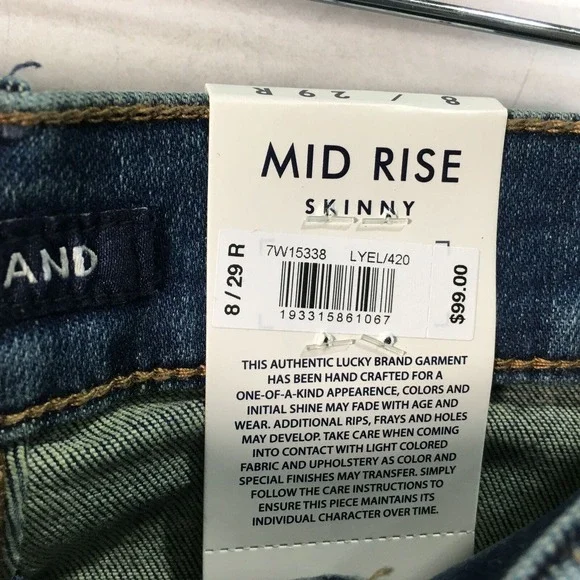 8 / 29 R
MID RISE
SKINNY
7W15338 LYEL/420
8 / 29 R
$99.00
193315861067
AND
THIS AUTHENTIC LUCKY BRAND GARMENT
HAS BEEN HAND CRAFTED FOR A
ONE-OF-A-KIND APPEARENCE, COLORS AND
INITIAL SHINE MAY FADE WITH AGE AND
WEAR. ADDITIONAL RIPS, FRAYS AND HOLES
MAY DEVELOP. TAKE CARE WHEN COMING
INTO CONTACT WITH LIGHT COLORED
FABRIC AND UPHOLSTERY AS COLOR AND
SPECIAL FINISHES MAY TRANSFER. SIMPLY
FOLLOW THE CARE INSTRUCTIONS TO
ENSURE THIS PIECE MAINTAINS ITS
INDIVIDUAL CHARACTER OVER TIME.